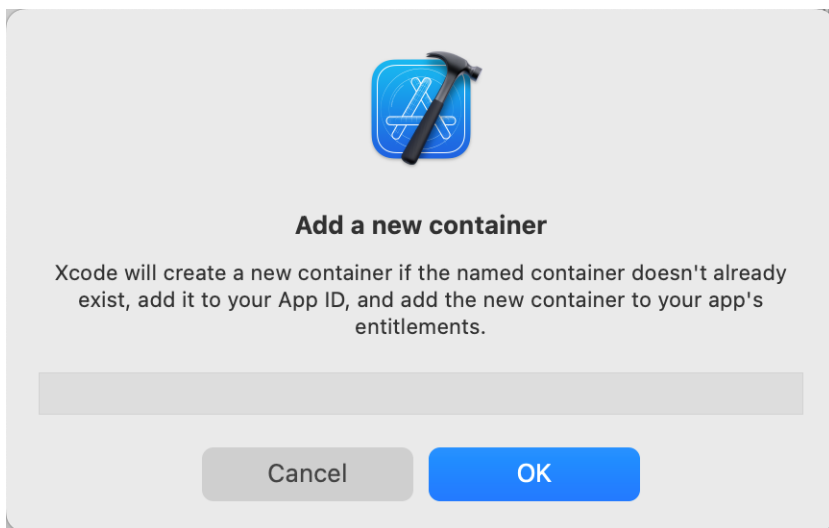 Add a new container
Xcode will create a new container if the named container doesn't already
exist, add it to your App ID, and add the new container to your app's
entitlements.
Cancel
OK